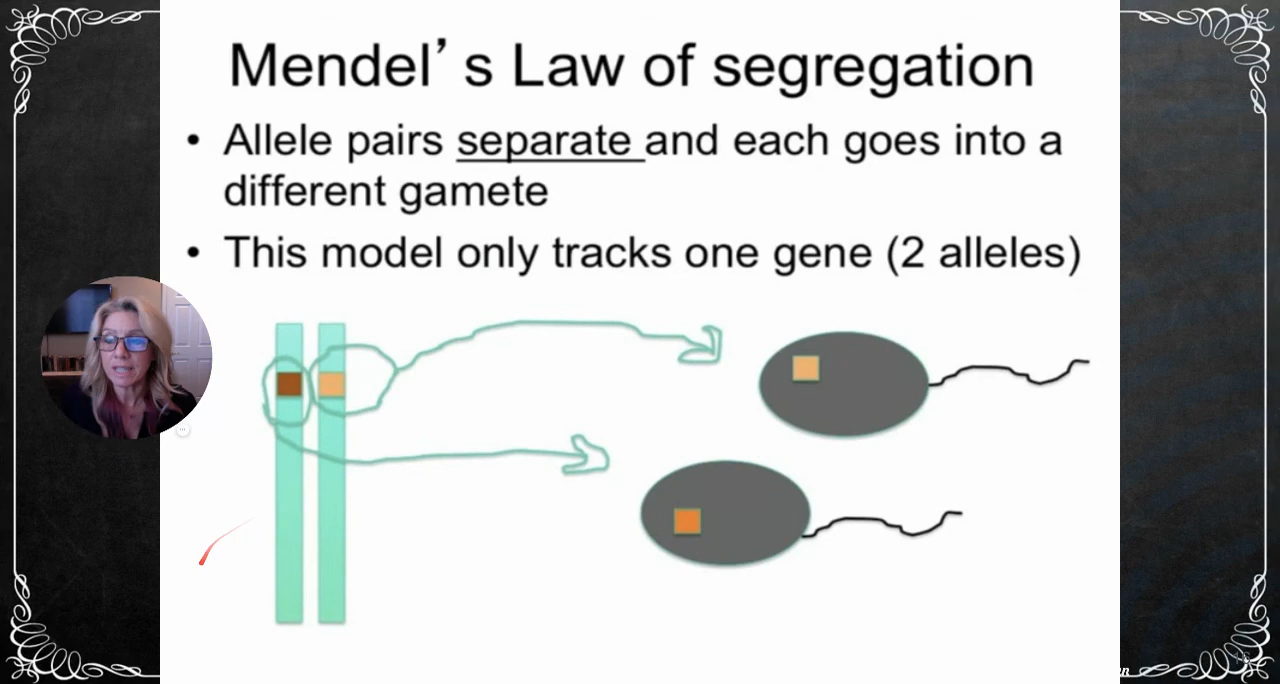 Mendel’s Law of segregation
• Allele pairs separate and each goes into a
different gamete
• This model only tracks one gene (2 alleles)